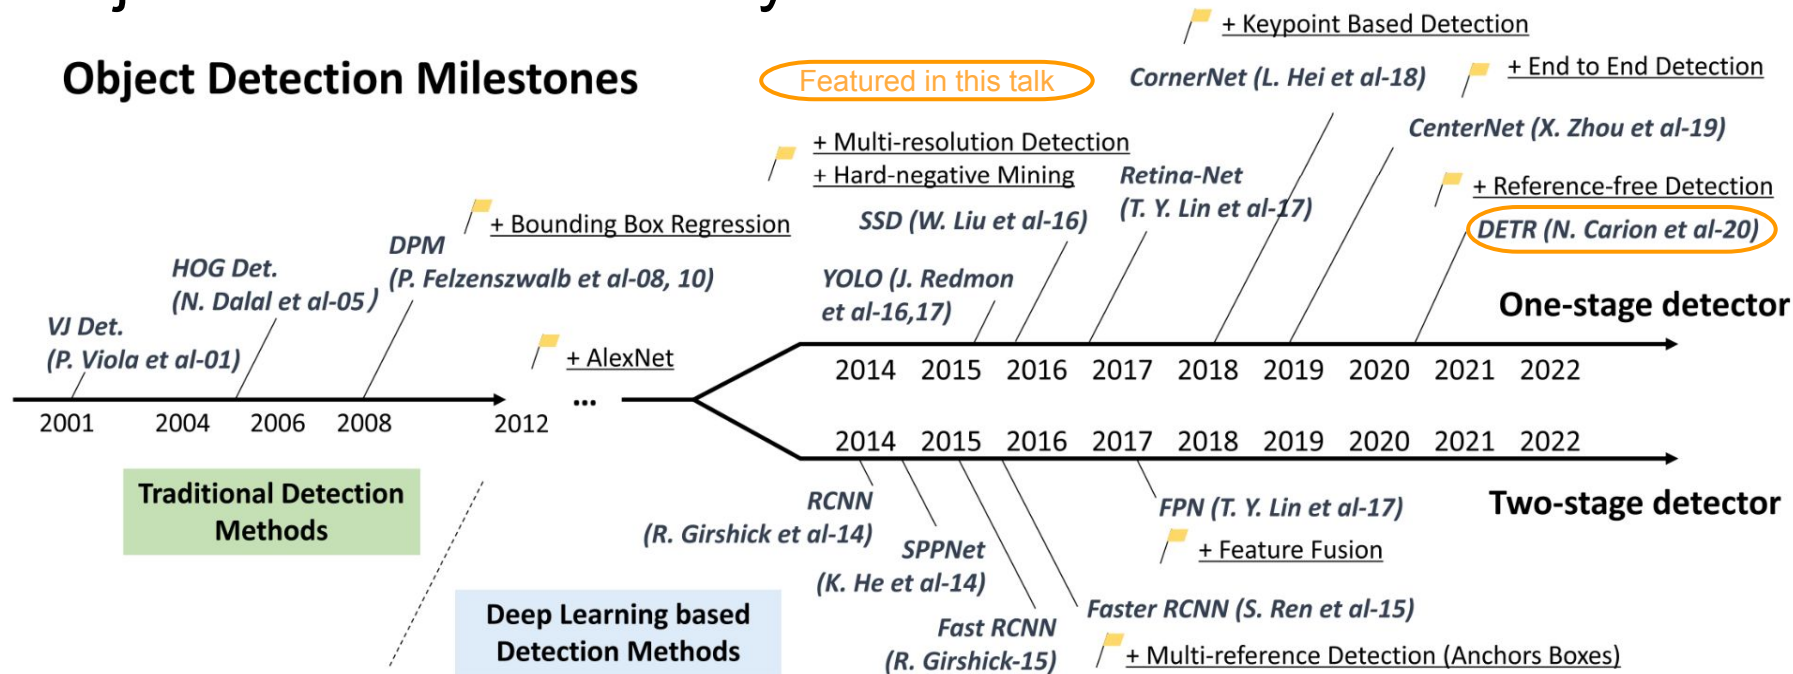 Object Detection Milestones
Featured in this talk
+ Keypoint Based Detection
CornerNet (L. Hei et al-18)
+ End to End Detection
CenterNet (X. Zhou et al-19)
+ Multi-resolution Detection
+ Hard-negative Mining
Retina-Net
(T. Y. Lin et al-17)
+ Reference-free Detection
DETR (N. Carion et al-20)
SSD (W. Liu et al-16)
+ Bounding Box Regression
DPM
(P. Felzenszwalb et al-08, 10)
HOG Det.
(N. Dalal et al-05)
YOLO (J. Redmon
et al-16,17)
One-stage detector
VJ Det.
(P. Viola et al-01)
+ AlexNet
2014 2015 2016 2017 2018 2019 2020 2021 2022
...
2001 2004 2006 2008 2012
2014 2015 2016 2017 2018 2019 2020 2021 2022
Traditional Detection
Methods
RCNN
(R. Girshick et al-14)
FPN (T. Y. Lin et al-17)
Two-stage detector
+ Feature Fusion
SPPNet
(K. He et al-14)
Deep Learning based
Detection Methods
Faster RCNN (S. Ren et al-15)
Fast RCNN
(R. Girshick-15)
+ Multi-reference Detection (Anchors Boxes)